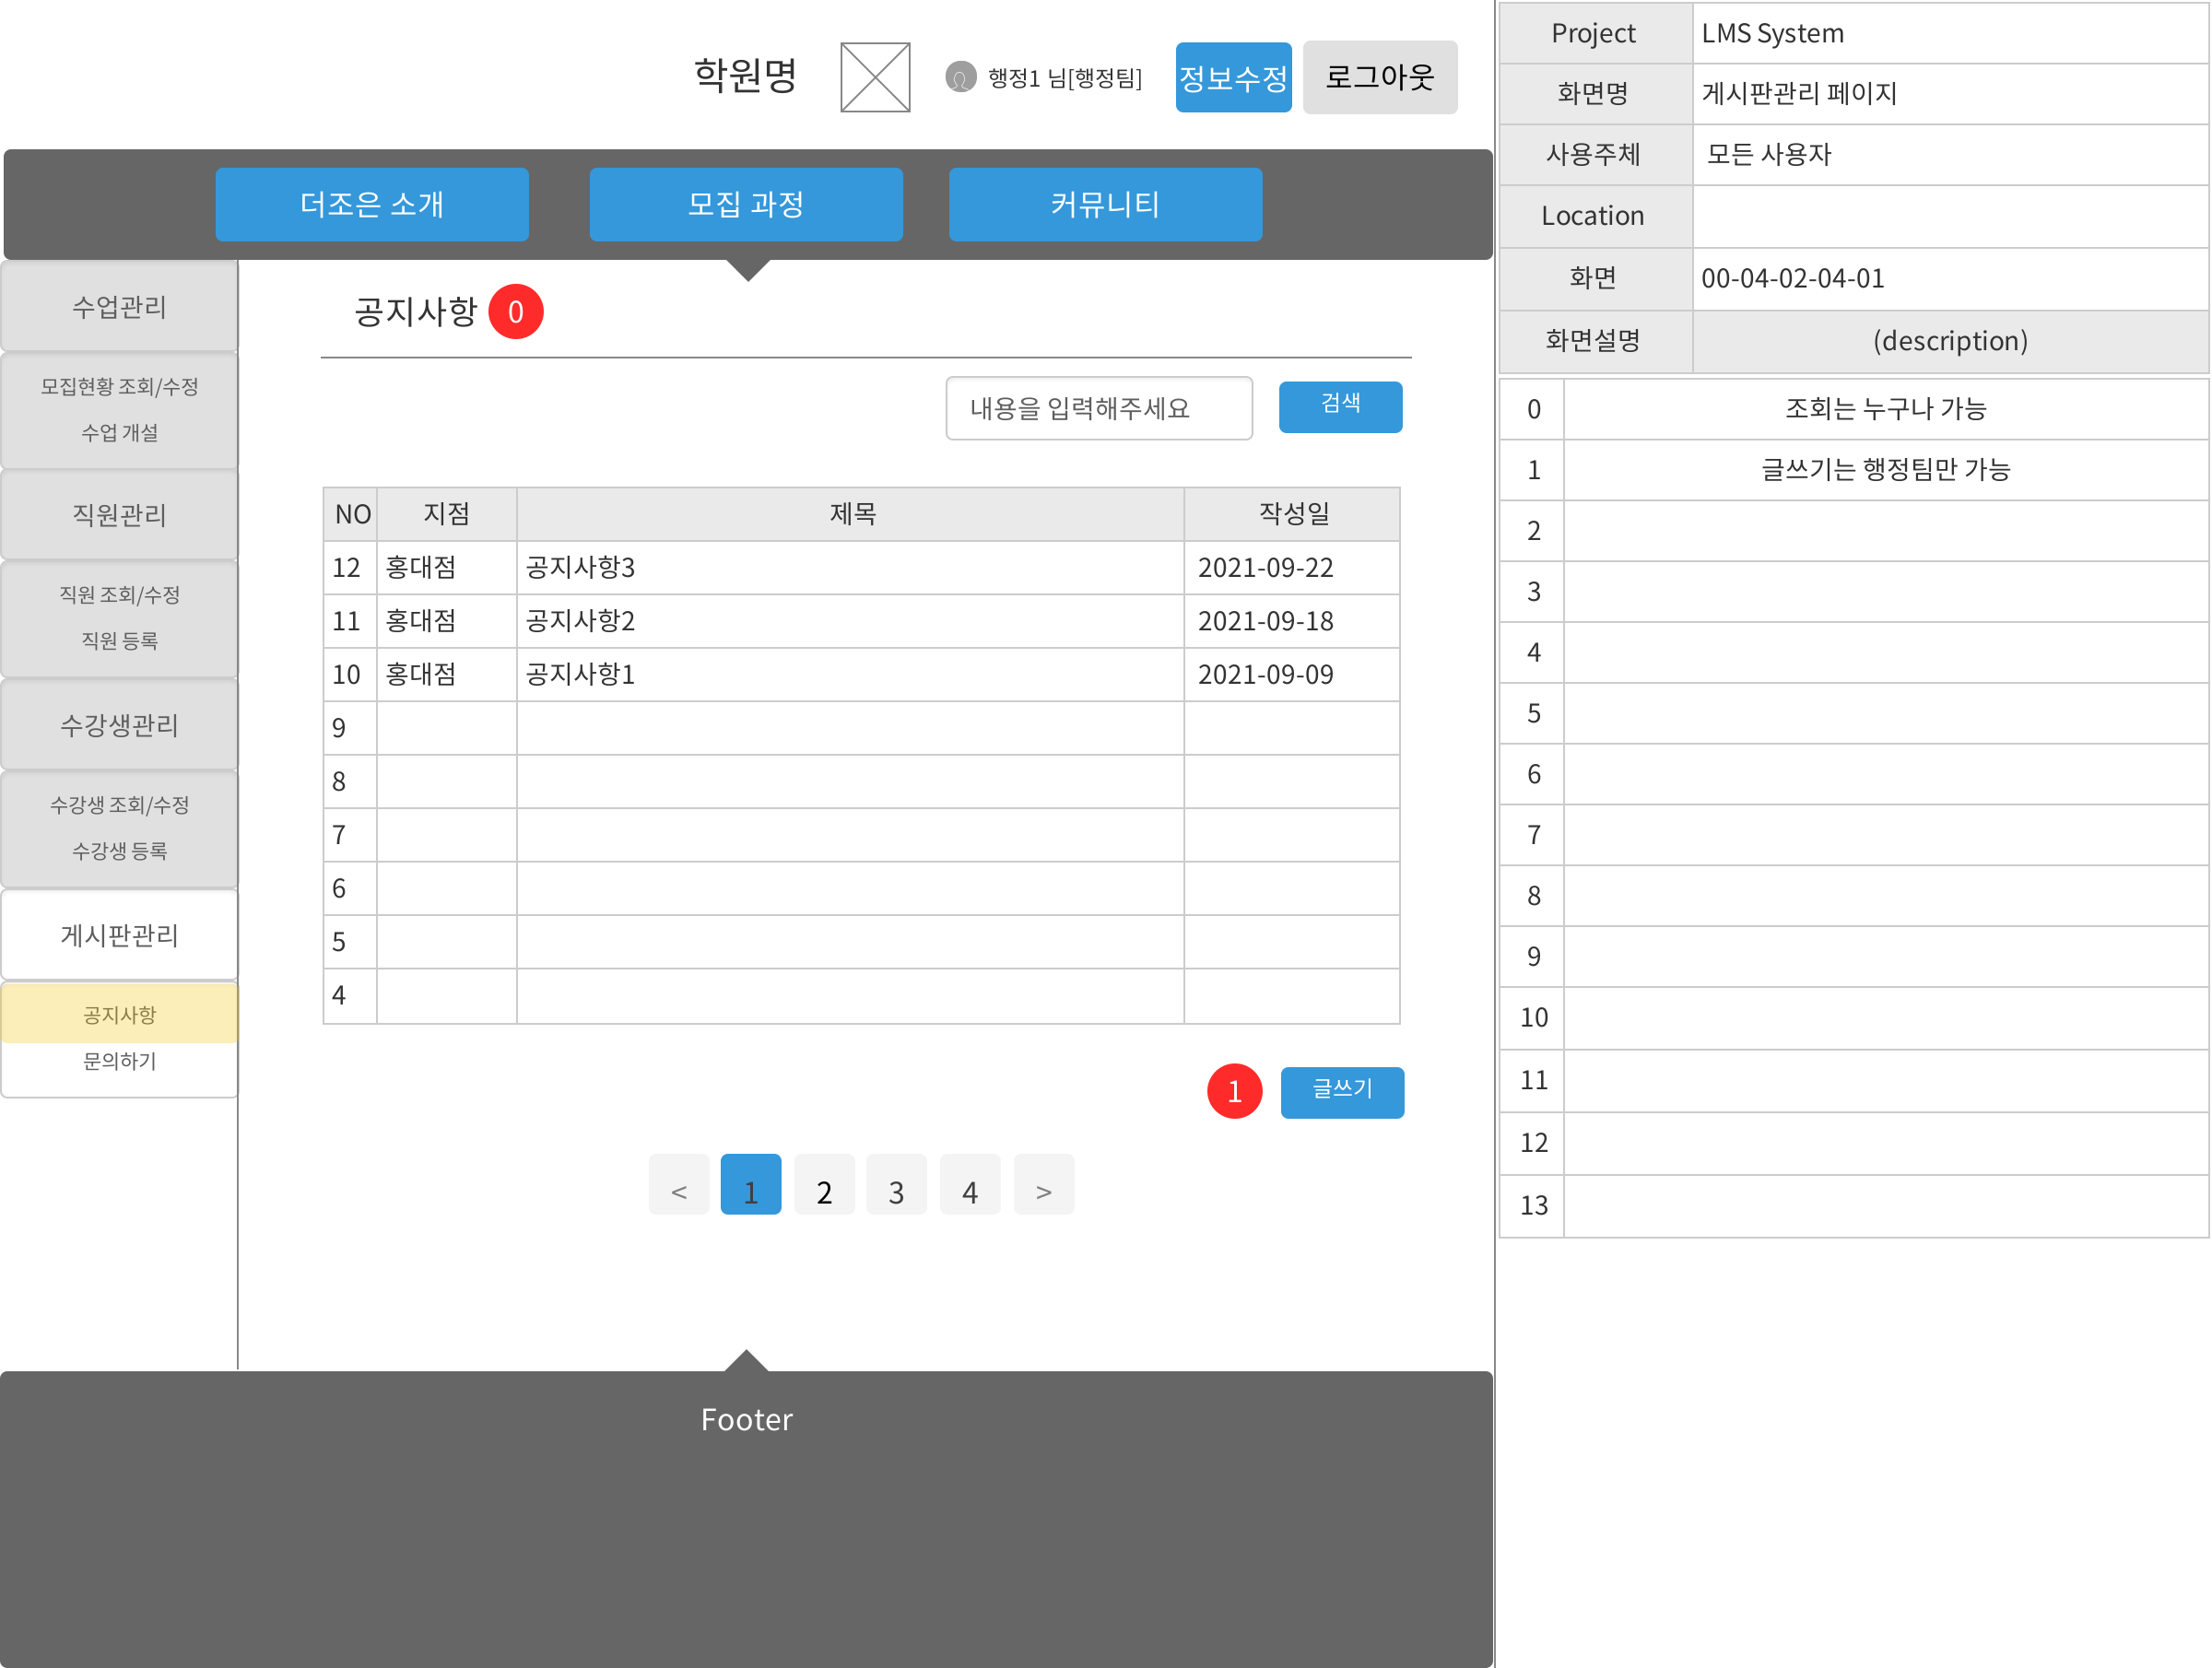 학원명
행정1 님[행정팀]
정보수정
로그아웃
더조은 소개
모집 과정
커뮤니티
수업관리
모집현황 조회/수정
수업 개설
직원관리
직원 조회/수정
직원 등록
수강생관리
수강생 조회/수정
수강생 등록
게시판관리
공지사항
문의하기
공지사항 0
내용을 입력해주세요
검색
NO 지점 제목 작성일
12 홍대점 공지사항3 2021-09-22
11 홍대점 공지사항2 2021-09-18
10 홍대점 공지사항1 2021-09-09
9
8
7
6
5
4
1 글쓰기
< 1 2 3 4 >
Footer
Project LMS System
화면명 게시판관리 페이지
사용주체 모든 사용자
Location
화면 00-04-02-04-01
화면설명 (description)
0 조회는 누구나 가능
1 글쓰기는 행정팀만 가능
2
3
4
5
6
7
8
9
10
11
12
13